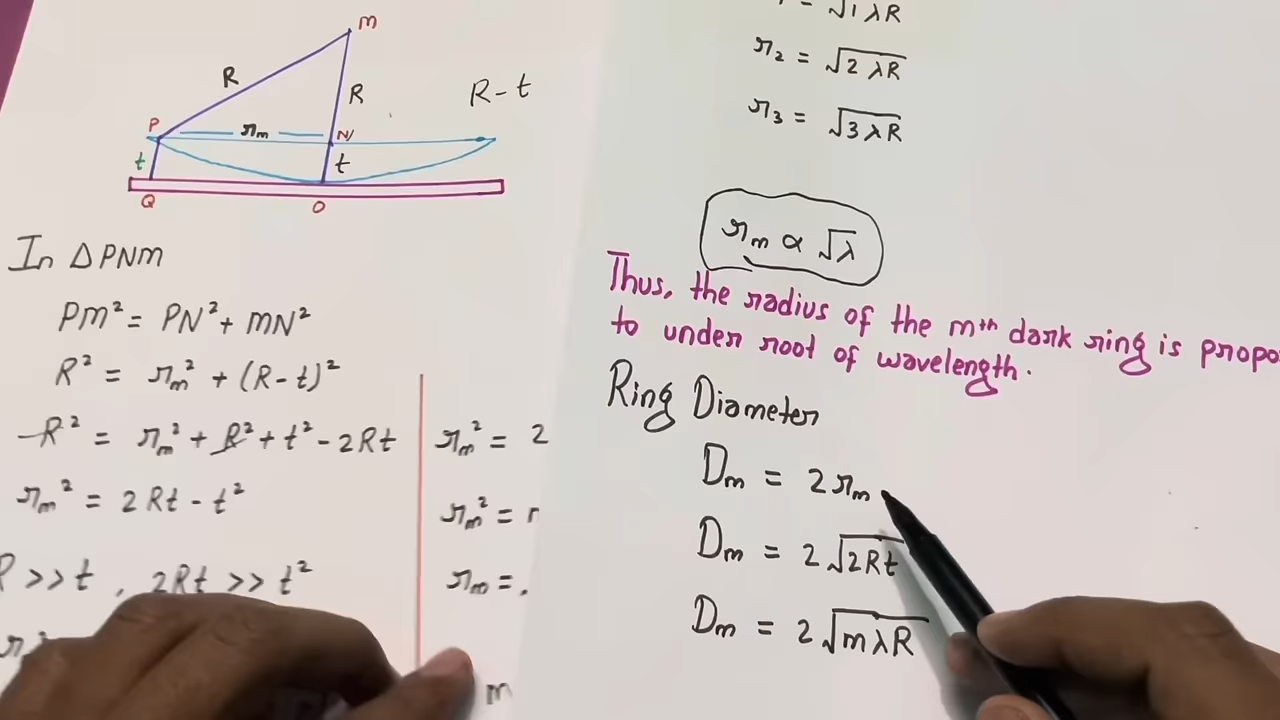 M
R
R
R-t
P
rₘ
N
t
t
Q
O
In ΔPNM
PM² = PN² + MN²
R² = rₘ² + (R-t)²
R² = rₘ² + R² + t² - 2Rt
rₘ² = 2Rt - t²
R >> t, 2Rt >> t²
rₘ² = 2
rₘ² =
rₘ =
m
= √1λR
r₂ = √2λR
r₃ = √3λR
rₘ ∝ √λ
Thus, the radius of the mᵗʰ dark ring is propo
to under root of wavelength.
Ring Diameter
Dₘ = 2rₘ
Dₘ = 2√2Rt
Dₘ = 2√mλR